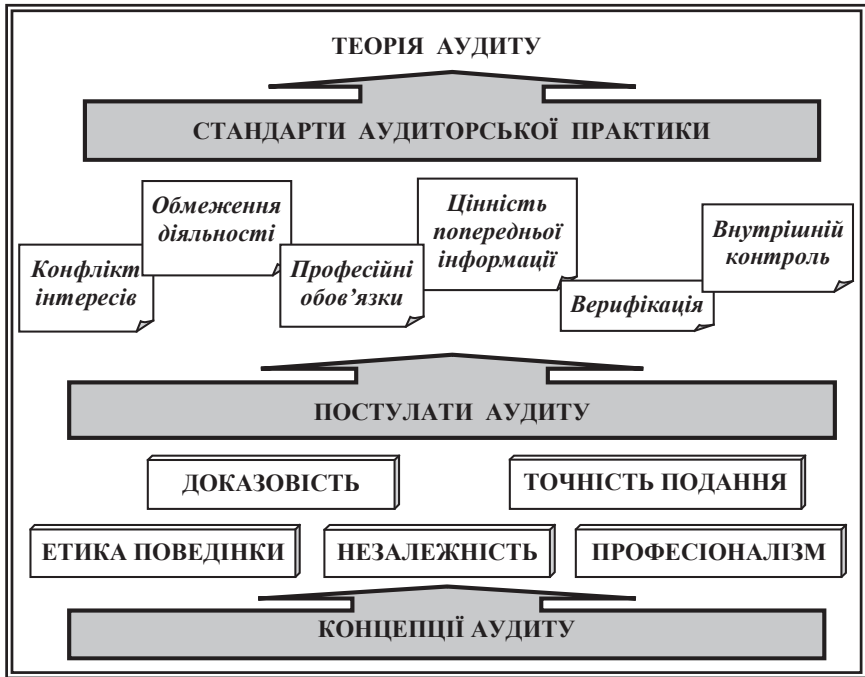 ТЕОРІЯ АУДИТУ
СТАНДАРТИ АУДИТОРСЬКОЇ ПРАКТИКИ
Конфлікт
інтересів
Обмеження
діяльності
Професійні
обов’язки
Цінність
попередньої
інформації
Верифікація
Внутрішній
контроль
ПОСТУЛАТИ АУДИТУ
ДОКАЗОВІСТЬ
ТОЧНІСТЬ ПОДАННЯ
ЕТИКА ПОВЕДІНКИ
НЕЗАЛЕЖНІСТЬ
ПРОФЕСІОНАЛІЗМ
КОНЦЕПЦІЇ АУДИТУ